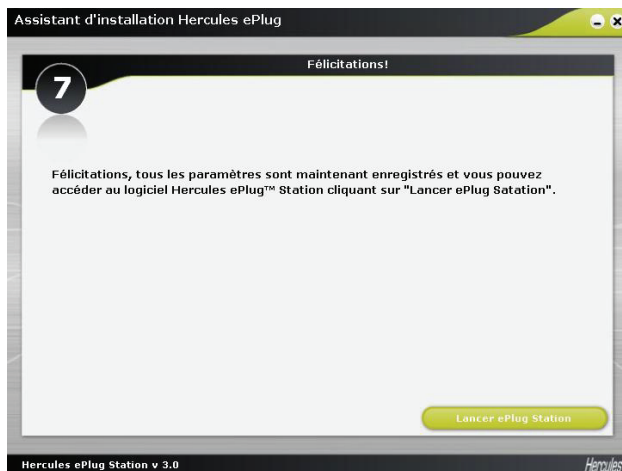 Assistant d'installation Hercules ePlug
Félicitations!
7
Félicitations, tous les paramètres sont maintenant enregistrés et vous pouvez
accéder au logiciel Hercules ePlug™ Station cliquant sur "Lancer ePlug Satation".
Lancer ePlug Station
Hercules ePlug Station v 3.0
Hercules